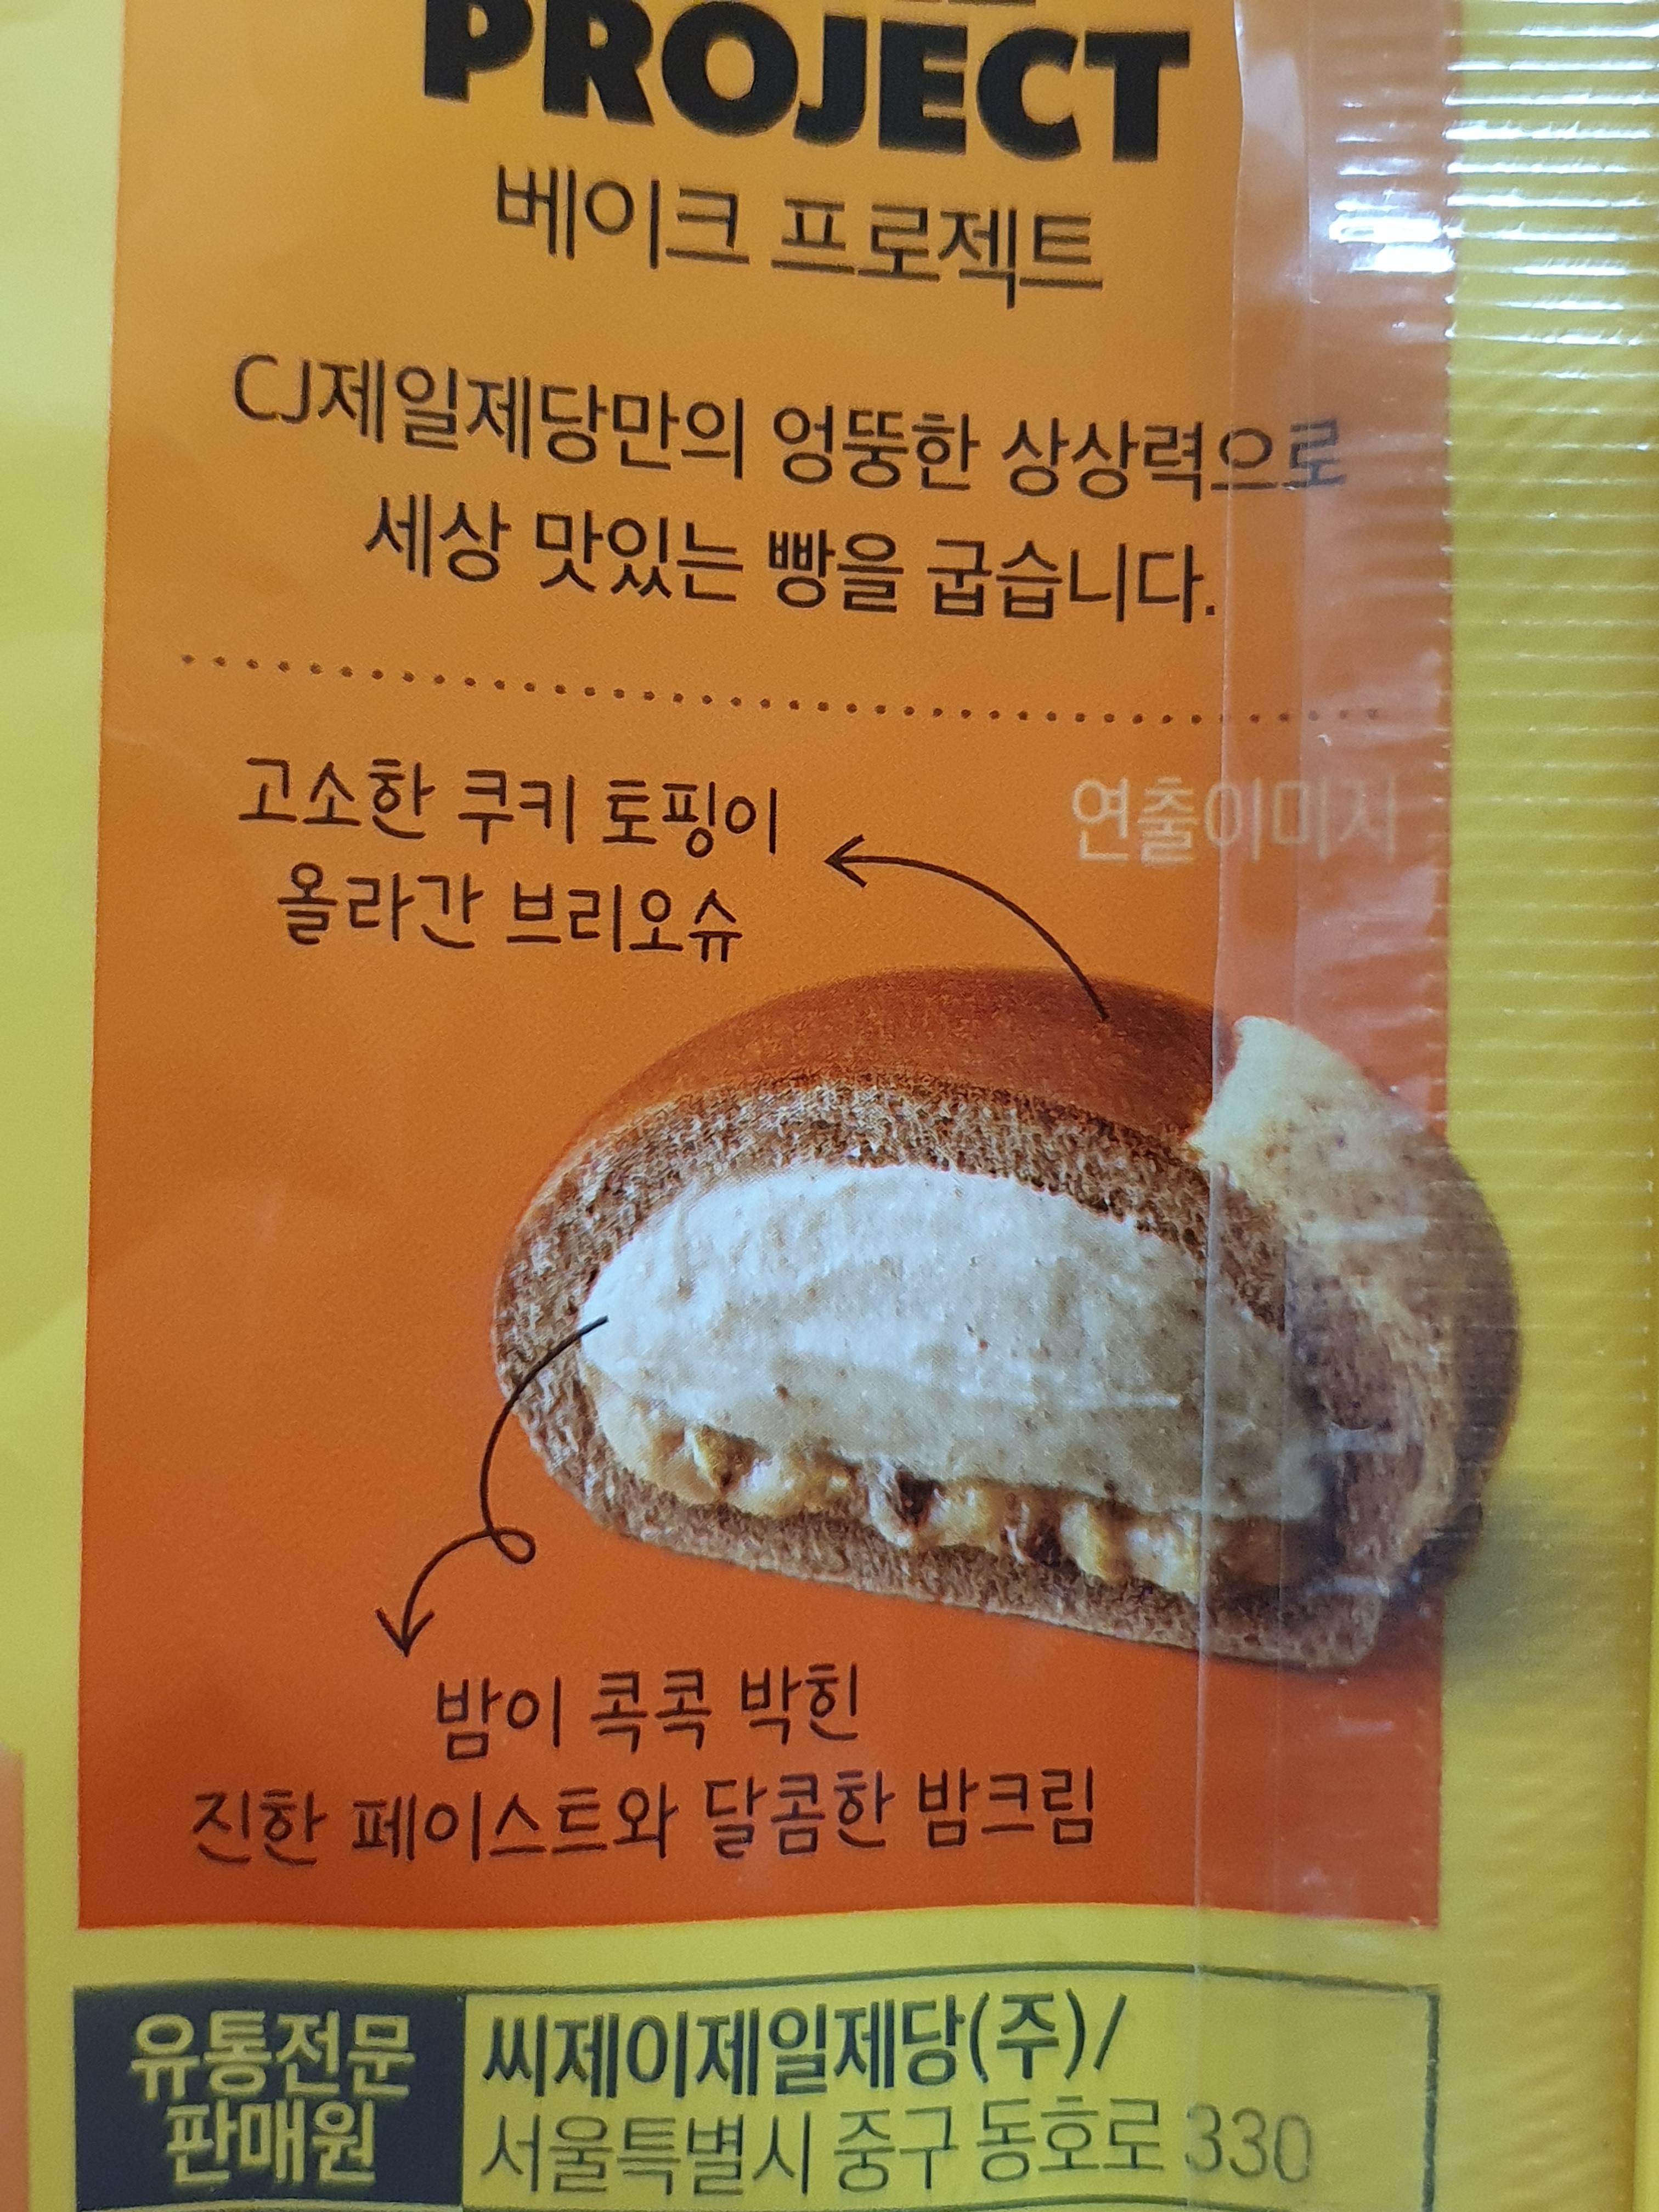 PROJECT
베이크 프로젝트
CJ제일제당만의 엉뚱한 상상력으로
세상 맛있는 빵을 굽습니다.
고소한 쿠키 토핑이
올라간 브리오슈
연출이미지
밤이 콕콕 박힌
진한 페이스트와 달콤한 밤크림
유통전문
판매원
씨제이제일제당(주)/
서울특별시 중구 동호로 330